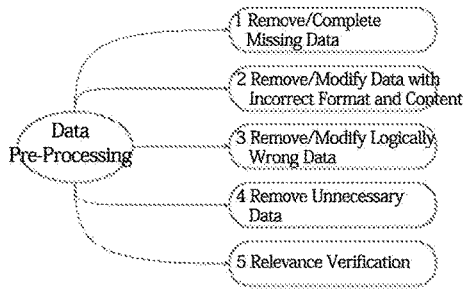 1 Remove/Complete
Missing Data
2 Remove/Modify Data with
Incorrect Format and Content
Data
Pre-Processing
3 Remove/Modify Logically
Wrong Data
4 Remove Unnecessary
Data
5 Relevance Verification